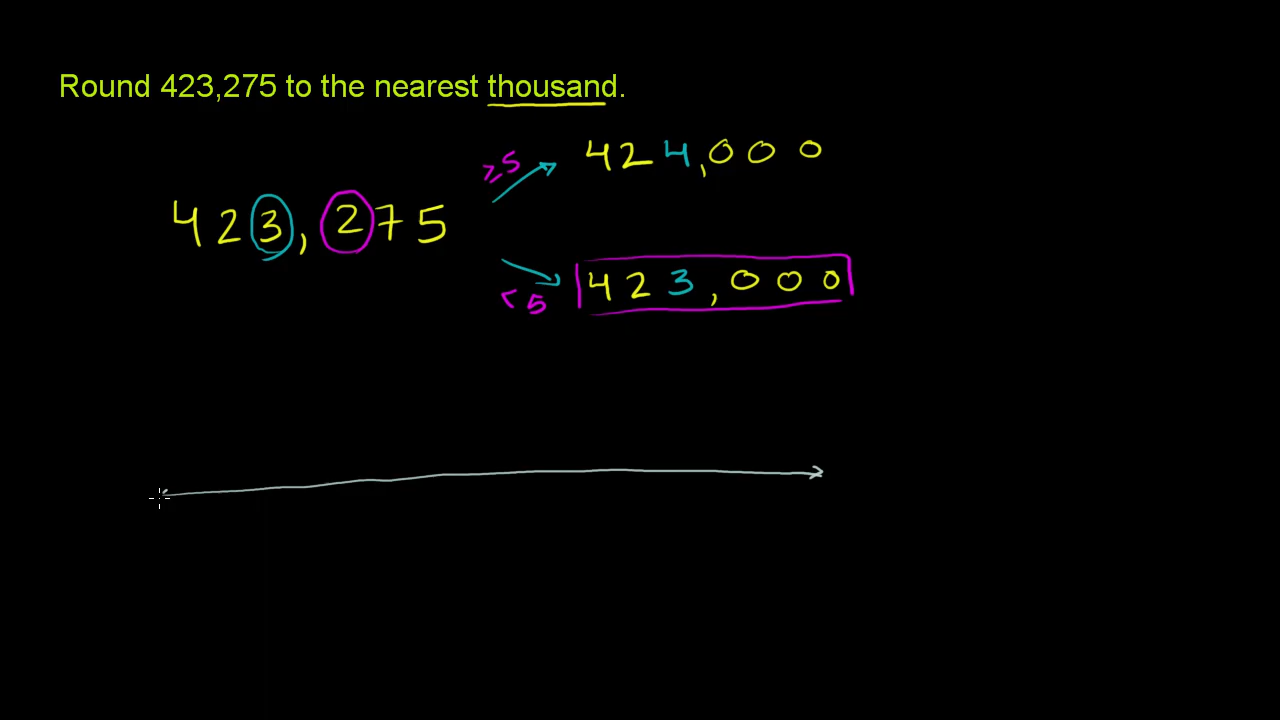 Round 423,275 to the nearest thousand.
≥5 424,000
423,275
<5 423,000